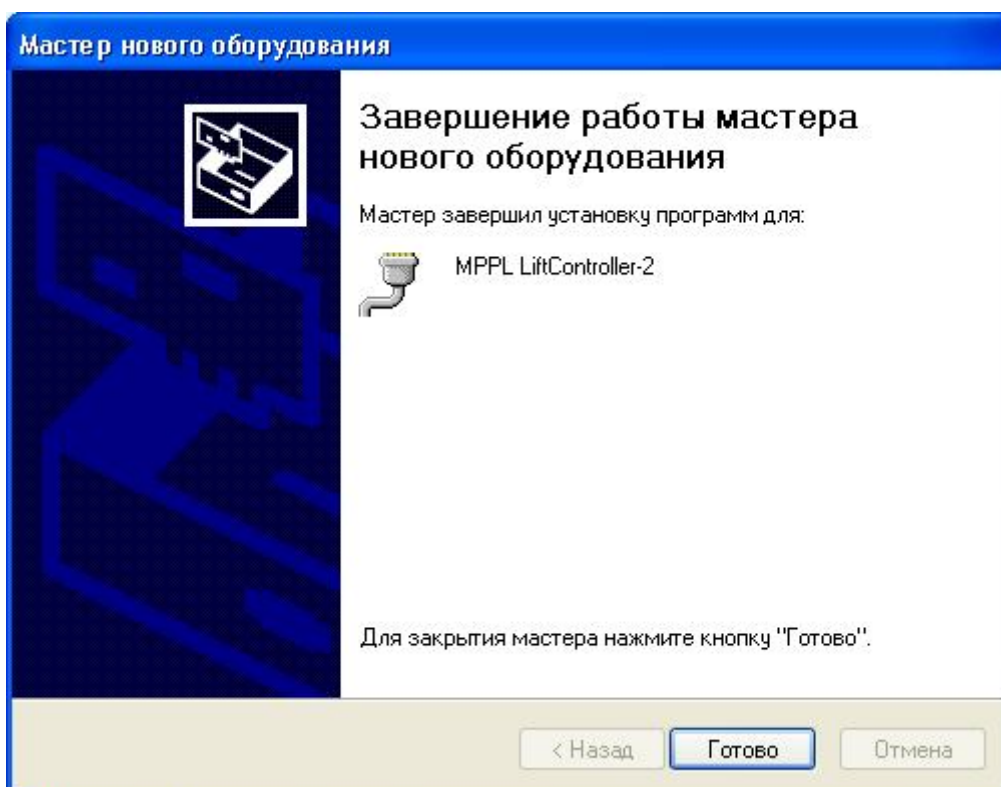 Мастер нового оборудования
Завершение работы мастера
нового оборудования
Мастер завершил установку программ для:
MPPL LiftController-2
Для закрытия мастера нажмите кнопку "Готово".
< Назад Готово Отмена